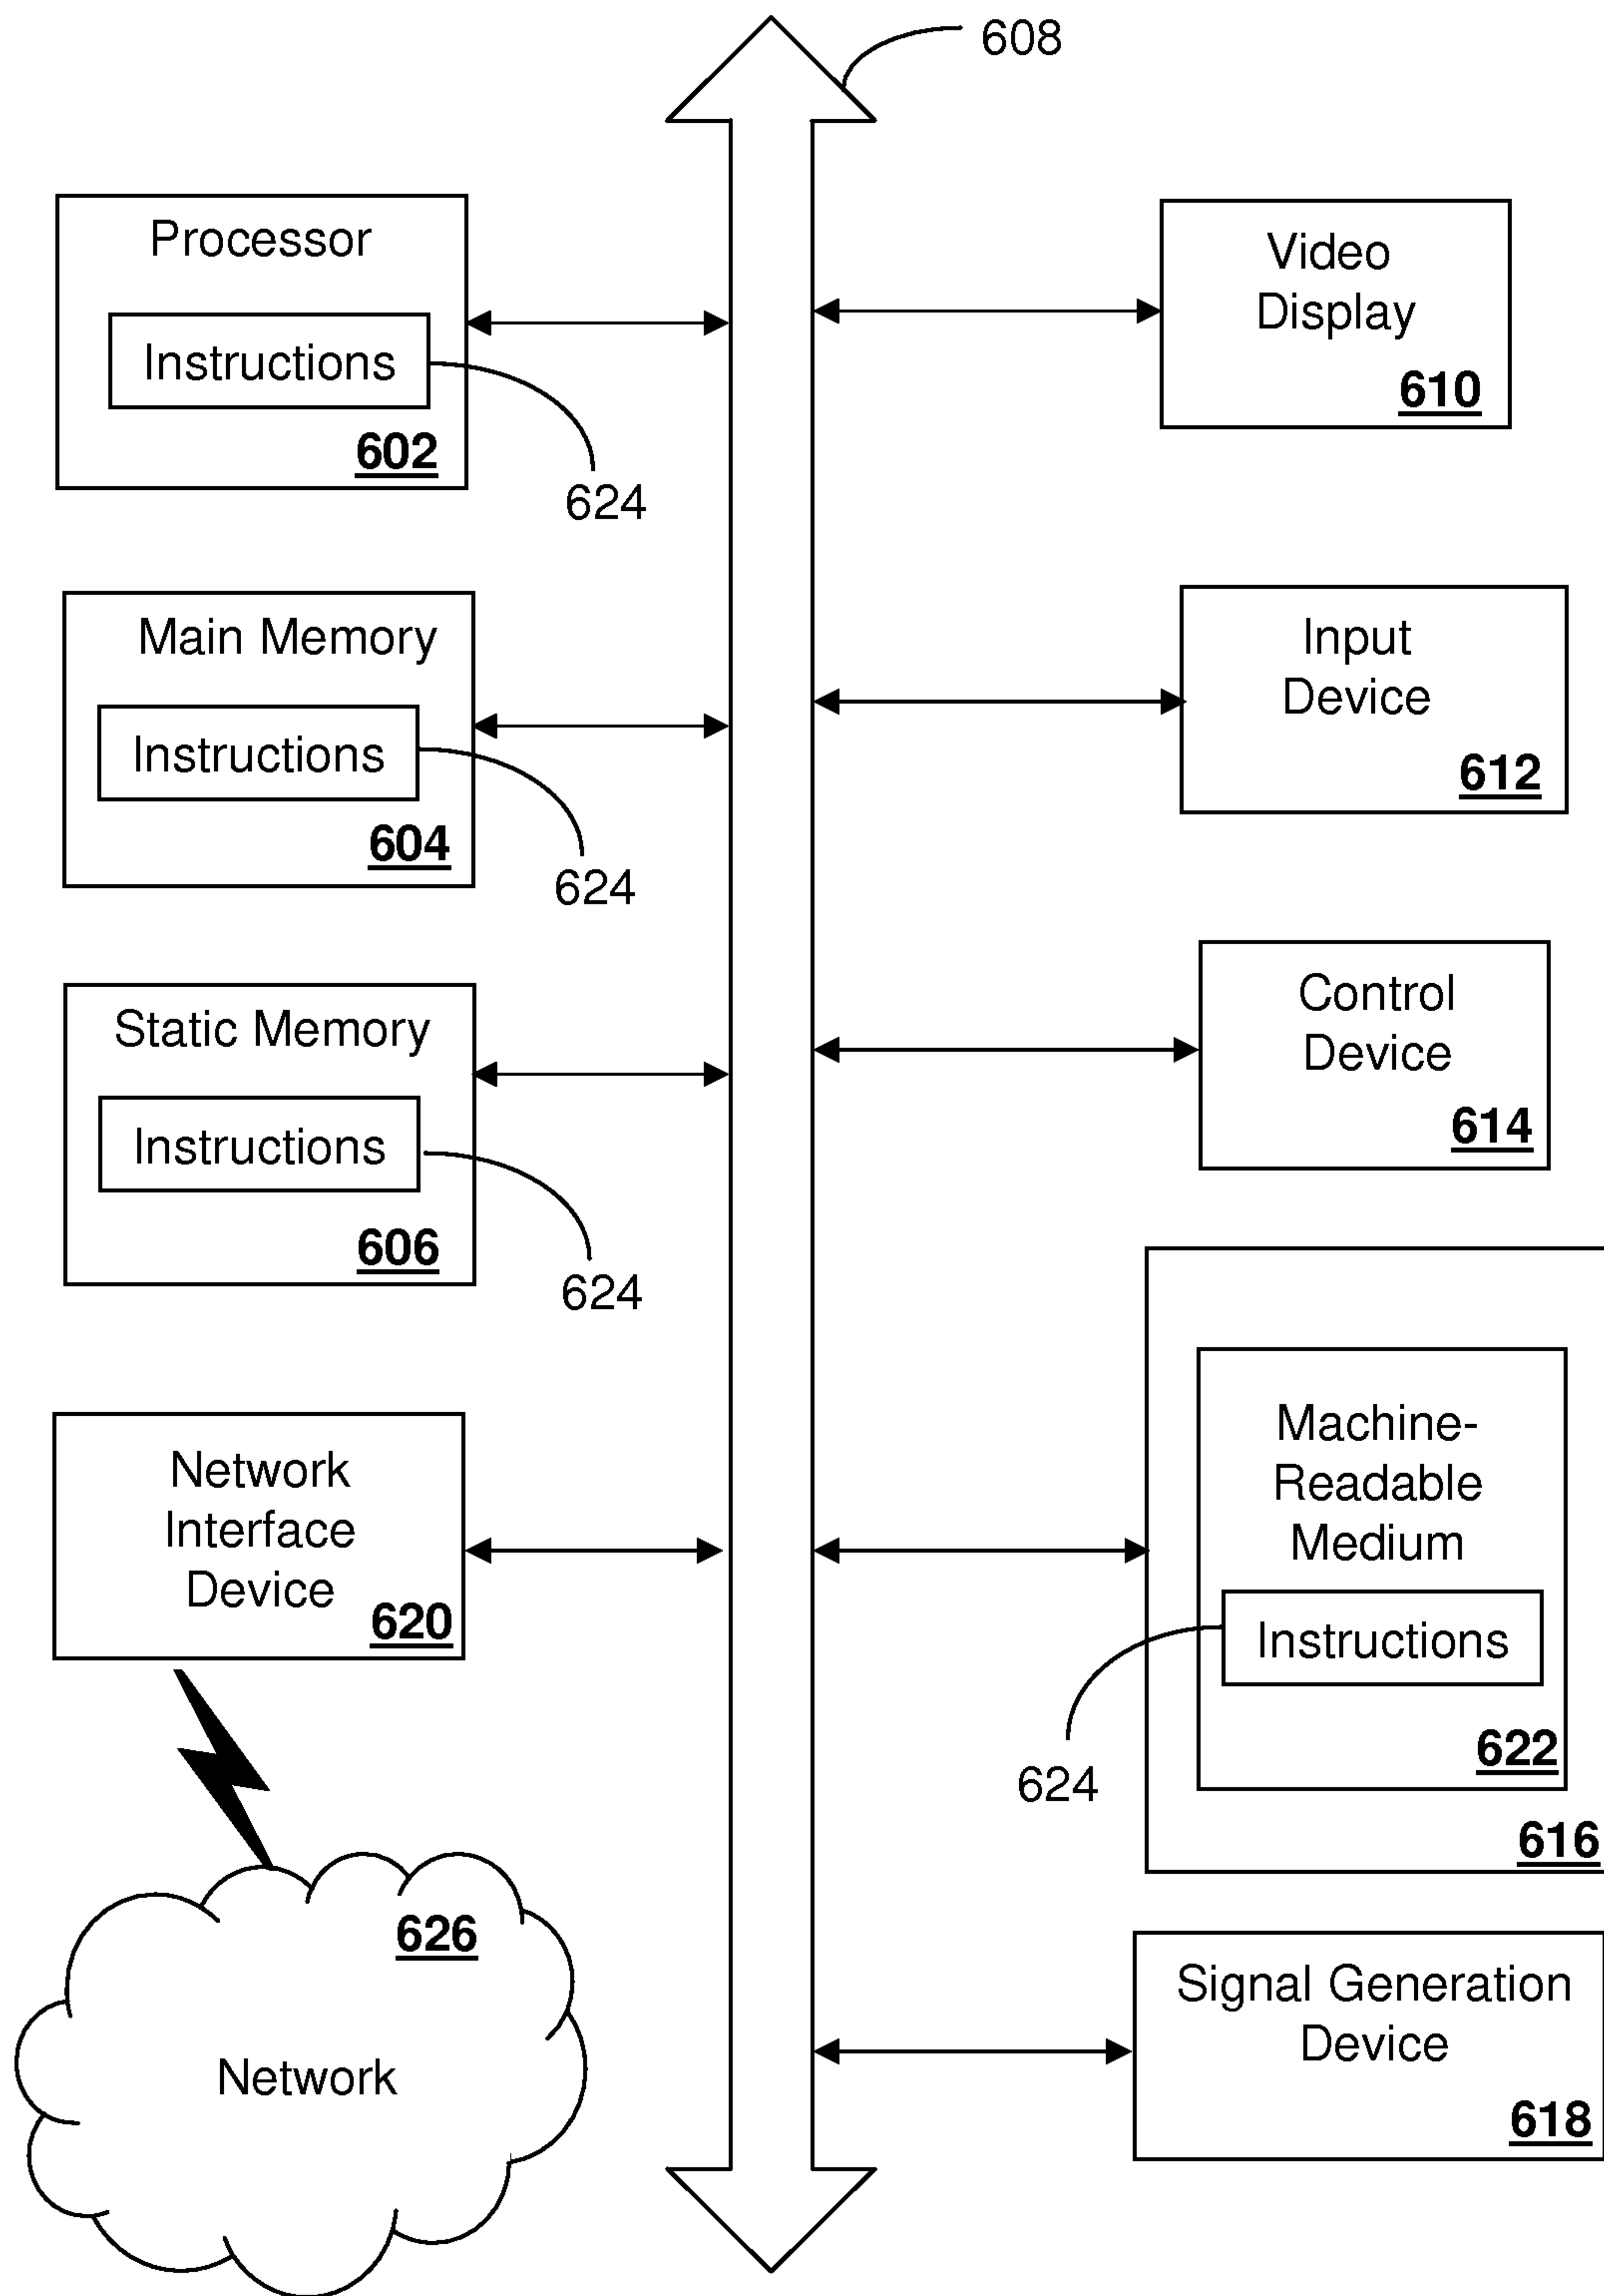 608
Processor
Instructions
602
624
Main Memory
Instructions
604
624
Static Memory
Instructions
606
624
Network
Interface
Device
620
626
Network
Video
Display
610
Input
Device
612
Control
Device
614
Machine-
Readable
Medium
Instructions
622
624
616
Signal Generation
Device
618